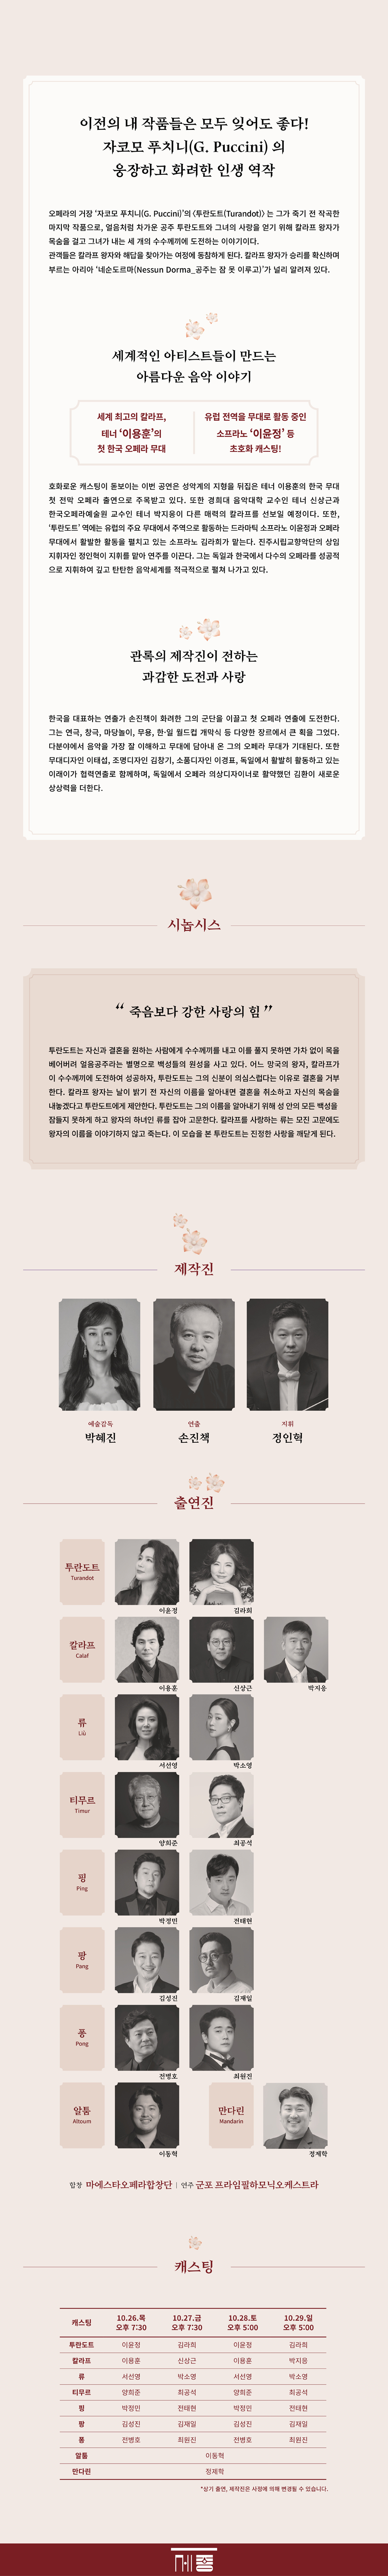 이전의 내 작품들은 모두 잊어도 좋다!
자코모 푸치니(G. Puccini) 의
웅장하고 화려한 인생 역작
오페라의 거장 ‘자코모 푸치니(G. Puccini)’의 〈투란도트(Turandot)〉 는 그가 죽기 전 작곡한
마지막 작품으로, 얼음처럼 차가운 공주 투란도트와 그녀의 사랑을 얻기 위해 칼라프 왕자가
목숨을 걸고 그녀가 내는 세 개의 수수께끼에 도전하는 이야기이다.
관객들은 칼라프 왕자와 해답을 찾아가는 여정에 동참하게 된다. 칼라프 왕자가 승리를 확신하며
부르는 아리아 ‘네순도르마(Nessun Dorma_공주는 잠 못 이루고)’가 널리 알려져 있다.
세계적인 아티스트들이 만드는
아름다운 음악 이야기
세계 최고의 칼라프,
테너 ‘이용훈’의
첫 한국 오페라 무대
유럽 전역을 무대로 활동 중인
소프라노 ‘이윤정’ 등
초호화 캐스팅!
호화로운 캐스팅이 돋보이는 이번 공연은 성악계의 지형을 뒤집은 테너 이용훈의 한국 무대
첫 전막 오페라 출연으로 주목받고 있다. 또한 경희대 음악대학 교수인 테너 신상근과
한국오페라예술원 교수인 테너 박지응이 다른 매력의 칼라프를 선보일 예정이다. 또한,
‘투란도트’ 역에는 유럽의 주요 무대에서 주역으로 활동하는 드라마틱 소프라노 이윤정과 오페라
무대에서 활발한 활동을 펼치고 있는 소프라노 김라희가 맡는다. 진주시립교향악단의 상임
지휘자인 정인혁이 지휘를 맡아 연주를 이끈다. 그는 독일과 한국에서 다수의 오페라를 성공적
으로 지휘하여 깊고 탄탄한 음악세계를 적극적으로 펼쳐 나가고 있다.
관록의 제작진이 전하는
과감한 도전과 사랑
한국을 대표하는 연출가 손진책이 화려한 그의 군단을 이끌고 첫 오페라 연출에 도전한다.
그는 연극, 창극, 마당놀이, 무용, 한·일 월드컵 개막식 등 다양한 장르에서 큰 획을 그었다.
다분야에서 음악을 가장 잘 이해하고 무대에 담아내 온 그의 오페라 무대가 기대된다. 또한
무대디자인 이태섭, 조명디자인 김창기, 소품디자인 이경표, 독일에서 활발히 활동하고 있는
이래이가 협력연출로 함께하며, 독일에서 오페라 의상디자이너로 활약했던 김환이 새로운
상상력을 더한다.
시놉시스
“ 죽음보다 강한 사랑의 힘 ”
투란도트는 자신과 결혼을 원하는 사람에게 수수께끼를 내고 이를 풀지 못하면 가차 없이 목을
베어버려 얼음공주라는 별명으로 백성들의 원성을 사고 있다. 어느 망국의 왕자, 칼라프가
이 수수께끼에 도전하여 성공하자, 투란도트는 그의 신분이 의심스럽다는 이유로 결혼을 거부
한다. 칼라프 왕자는 날이 밝기 전 자신의 이름을 알아내면 결혼을 취소하고 자신의 목숨을
내놓겠다고 투란도트에게 제안한다. 투란도트는 그의 이름을 알아내기 위해 성 안의 모든 백성을
잠들지 못하게 하고 왕자의 하녀인 류를 잡아 고문한다. 칼라프를 사랑하는 류는 모진 고문에도
왕자의 이름을 이야기하지 않고 죽는다. 이 모습을 본 투란도트는 진정한 사랑을 깨닫게 된다.
제작진
예술감독
박혜진
연출
손진책
지휘
정인혁
출연진
투란도트
Turandot
이윤정
김라희
칼라프
Calaf
이용훈
신상근
박지응
류
Liù
서선영
박소영
티무르
Timur
양희준
최공석
핑
Ping
박정민
전태현
팡
Pang
김성진
김재일
퐁
Pong
전병호
최원진
알툼
Altoum
이동혁
만다린
Mandarin
정제학
합창 마에스타오페라합창단 | 연주 군포 프라임필하모닉오케스트라
캐스팅
캐스팅 10.26.목 오후 7:30 10.27.금 오후 7:30 10.28.토 오후 5:00 10.29.일 오후 5:00
투란도트 이윤정 김라희 이윤정 김라희
칼라프 이용훈 신상근 이용훈 박지응
류 서선영 박소영 서선영 박소영
티무르 양희준 최공석 양희준 최공석
핑 박정민 전태현 박정민 전태현
팡 김성진 김재일 김성진 김재일
퐁 전병호 최원진 전병호 최원진
알툼 이동혁
만다린 정제학
*상기 출연, 제작진은 사정에 의해 변경될 수 있습니다.
세종